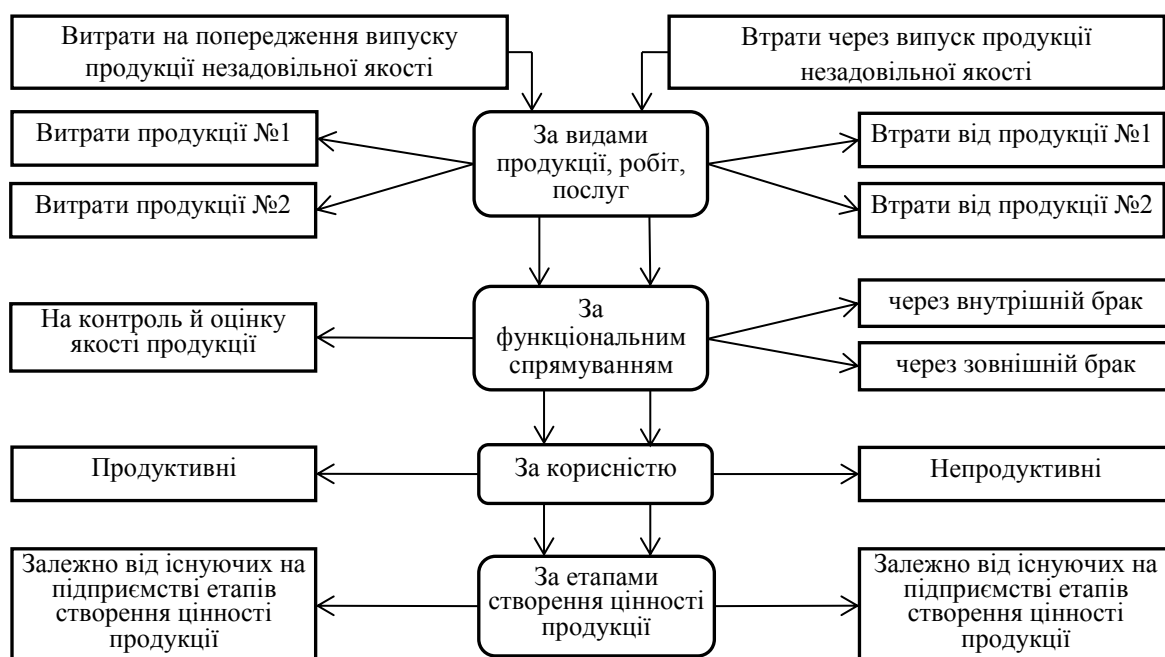 Витрати на попередження випуску
продукції незадовільної якості
Втрати через випуск продукції
незадовільної якості
Витрати продукції №1
Витрати продукції №2
За видами
продукції, робіт,
послуг
Втрати від продукції №1
Втрати від продукції №2
На контроль й оцінку
якості продукції
За
функціональним
спрямуванням
через внутрішній брак
через зовнішній брак
Продуктивні
За корисністю
Непродуктивні
Залежно від існуючих на
підприємстві етапів
створення цінності
продукції
За етапами
створення цінності
продукції
Залежно від існуючих на
підприємстві етапів
створення цінності
продукції